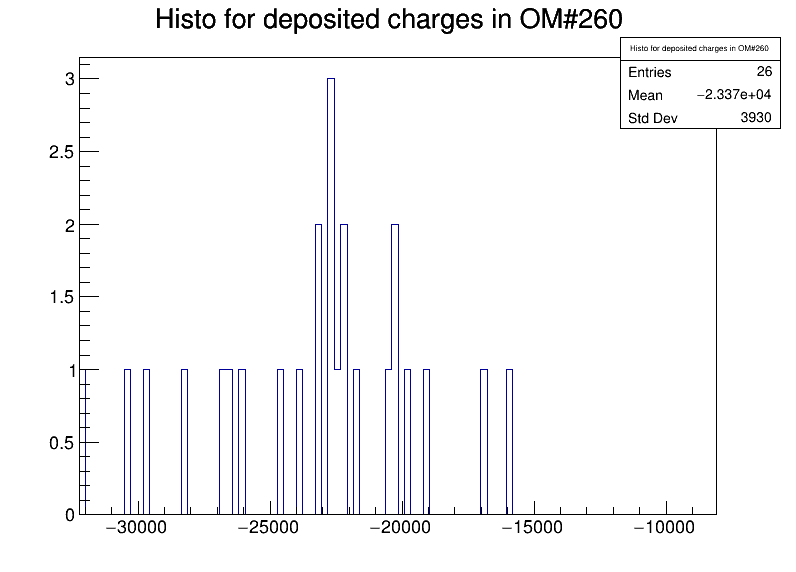 Histo for deposited charges in OM#260
Histo for deposited charges in OM#260
Entries 26
Mean −2.337e+04
Std Dev 3930
3
2.5
2
1.5
1
0.5
0
−30000 −25000 −20000 −15000 −10000